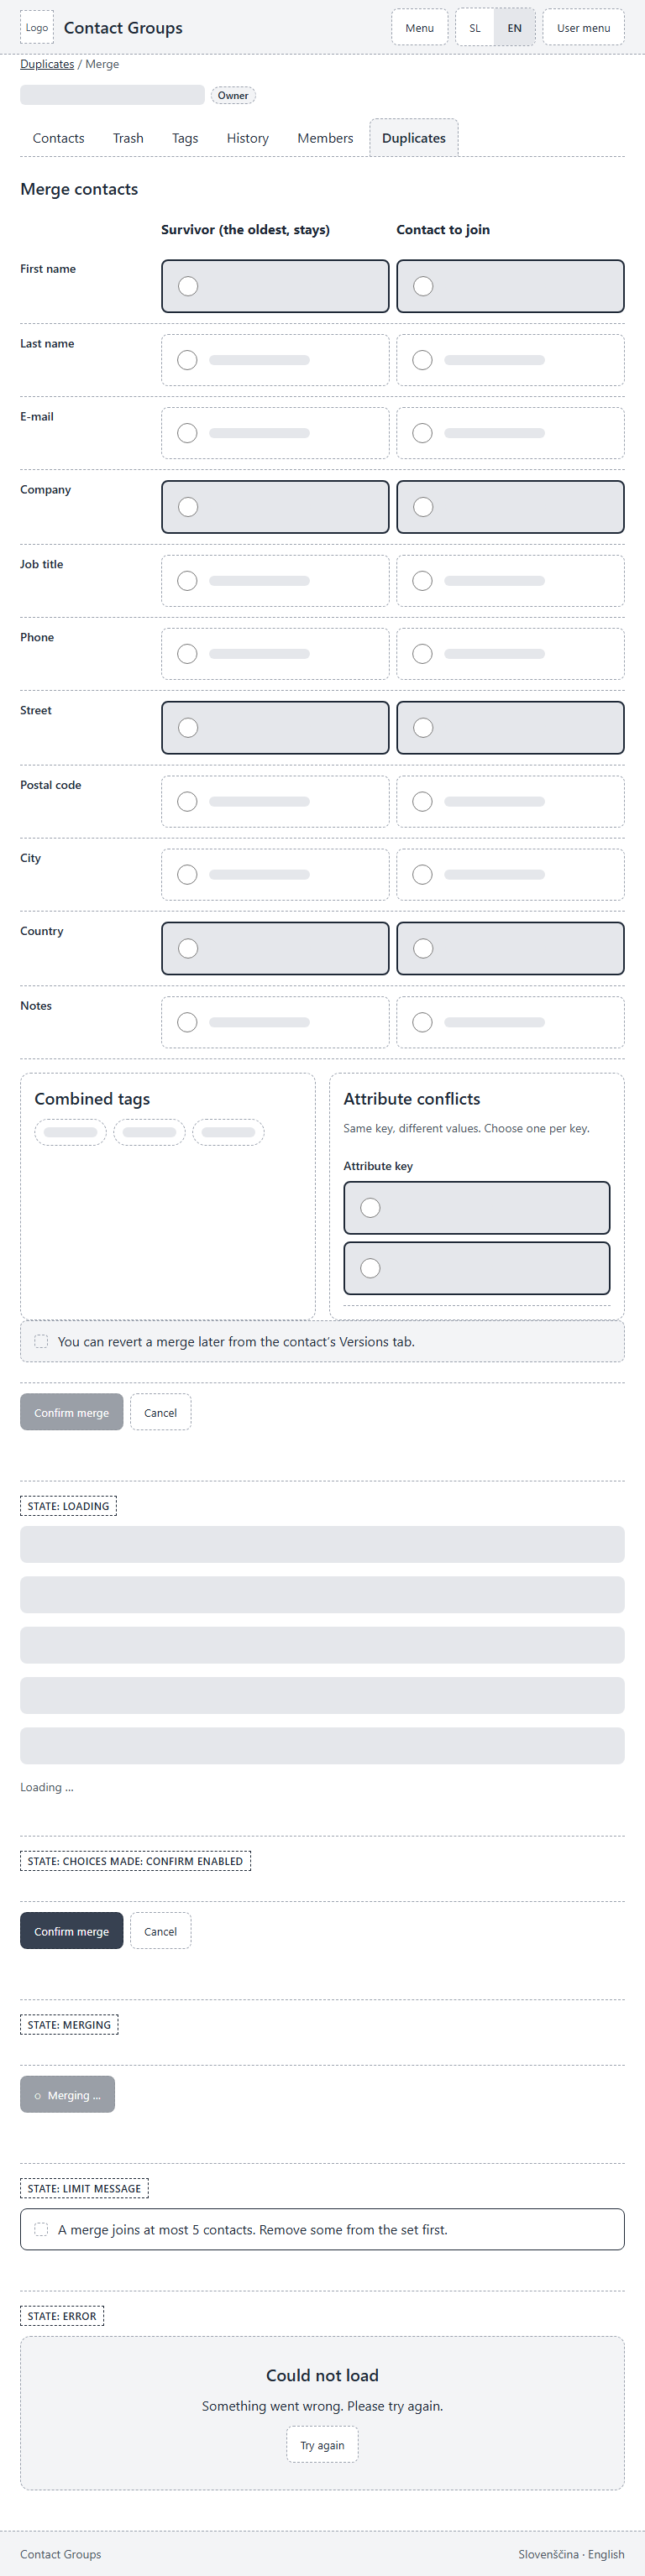 Logo
Contact Groups
Menu
SL
EN
User menu
Duplicates / Merge
Owner
Contacts
Trash
Tags
History
Members
Duplicates
Merge contacts
Survivor (the oldest, stays)
Contact to join
First name
Last name
E-mail
Company
Job title
Phone
Street
Postal code
City
Country
Notes
Combined tags
Attribute conflicts
Same key, different values. Choose one per key.
Attribute key
You can revert a merge later from the contact's Versions tab.
Confirm merge
Cancel
STATE: LOADING
Loading ...
STATE: CHOICES MADE: CONFIRM ENABLED
Confirm merge
Cancel
STATE: MERGING
Merging ...
STATE: LIMIT MESSAGE
A merge joins at most 5 contacts. Remove some from the set first.
STATE: ERROR
Could not load
Something went wrong. Please try again.
Try again
Contact Groups
Slovenščina · English